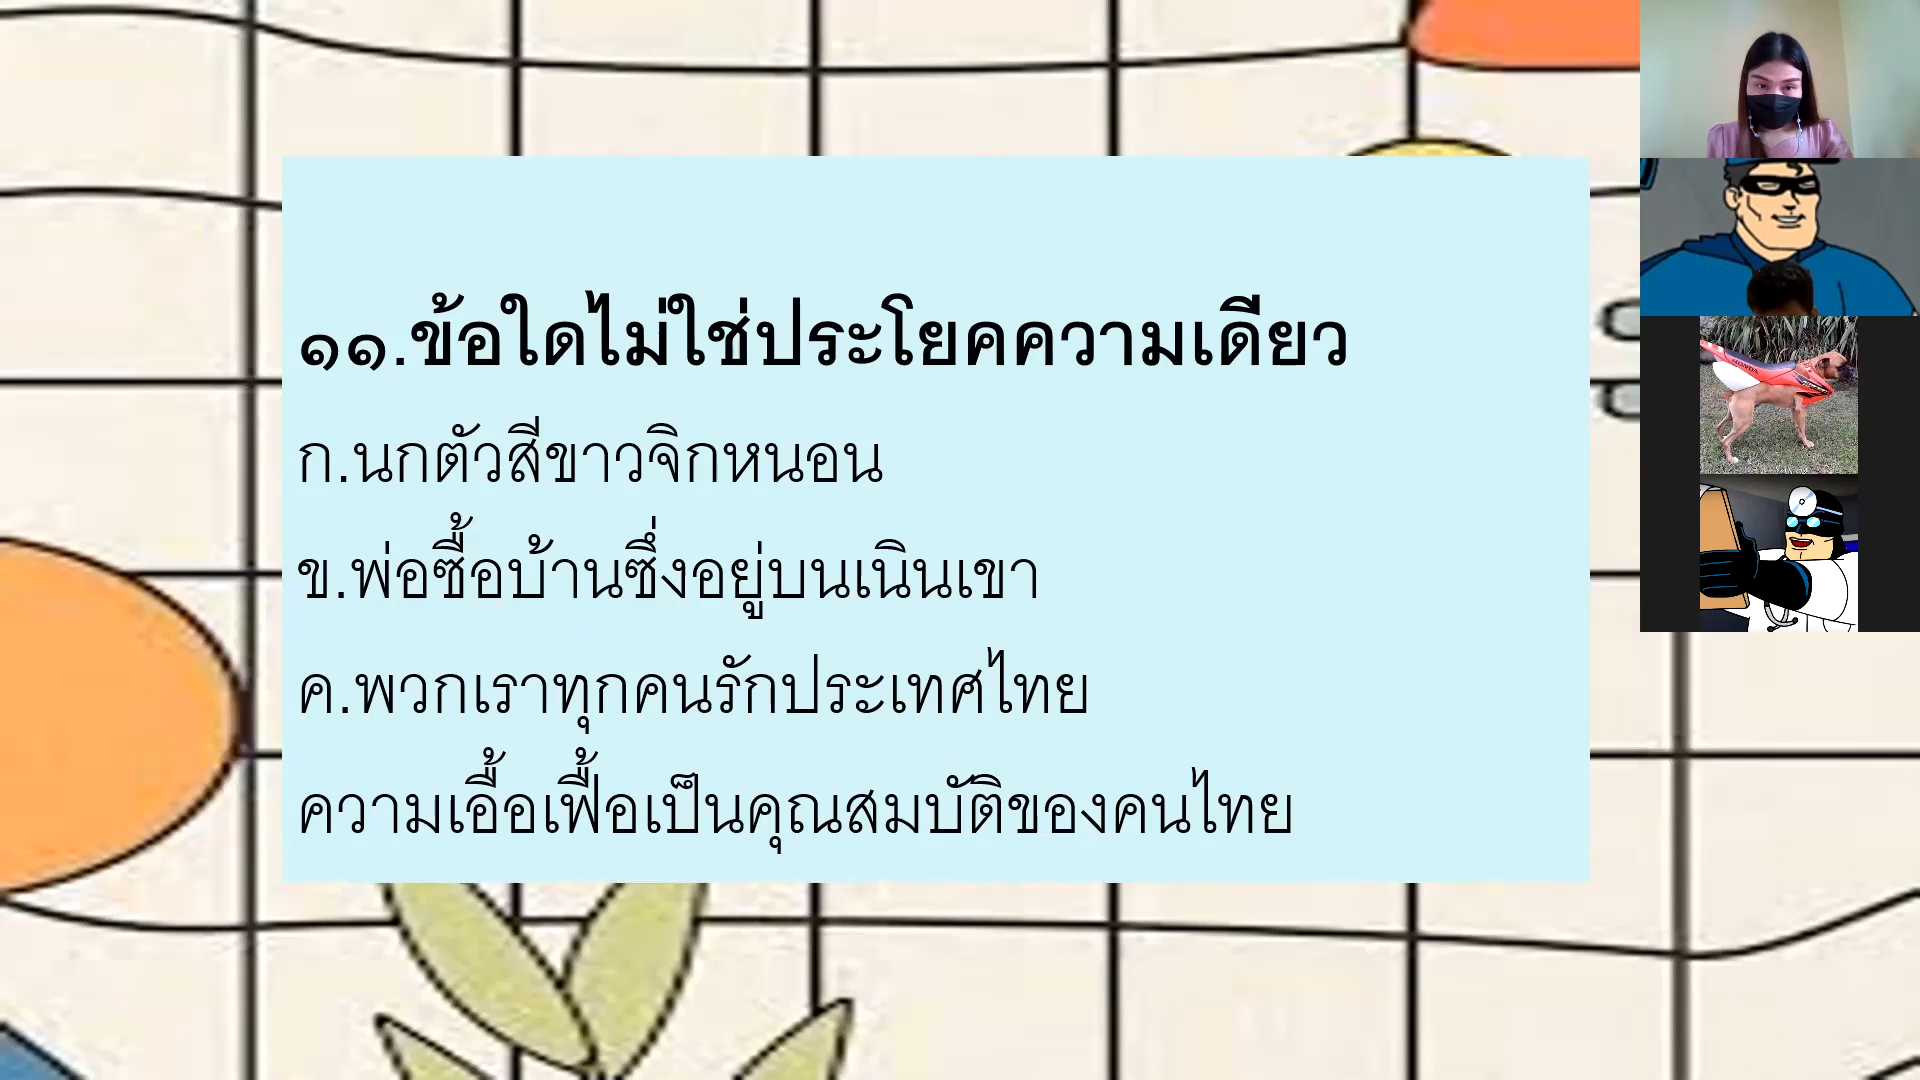 ๑๑.ข้อใดไม่ใช่ประโยคความเดียว
ก.นกตัวสีขาวจิกหนอน
ข.พ่อซื้อบ้านซึ่งอยู่บนเนินเขา
ค.พวกเราทุกคนรักประเทศไทย
ความเอื้อเฟื้อเป็นคุณสมบัติของคนไทย
HONDA